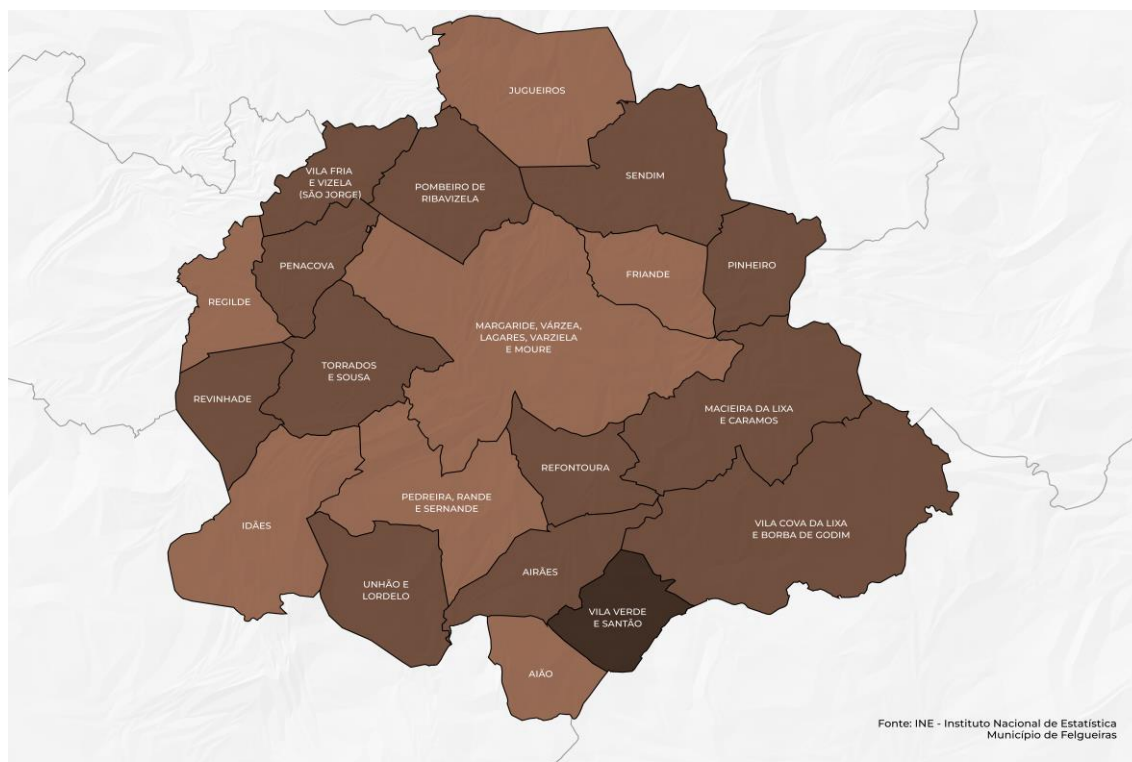 JUGUEIROS
SENDIM
VILA FRIA
E VIZELA
(SÃO JORGE)
POMBEIRO DE
RIBAVIZELA
PENACOVA
FRIANDE
PINHEIRO
REGILDE
MARGARIDE, VÁRZEA,
LAGARES, VARZIELA
E MOURE
TORRADOS
E SOUSA
REVINHADE
MACIEIRA DA LIXA
E CARAMOS
REFONTOURA
PEDREIRA, RANDE
E SERNANDE
IDÃES
VILA COVA DA LIXA
E BORBA DE GODIM
AIRÃES
UNHÃO E
LORDELO
VILA VERDE
E SANTÃO
AIÃO
Fonte: INE - Instituto Nacional de Estatística
Município de Felgueiras